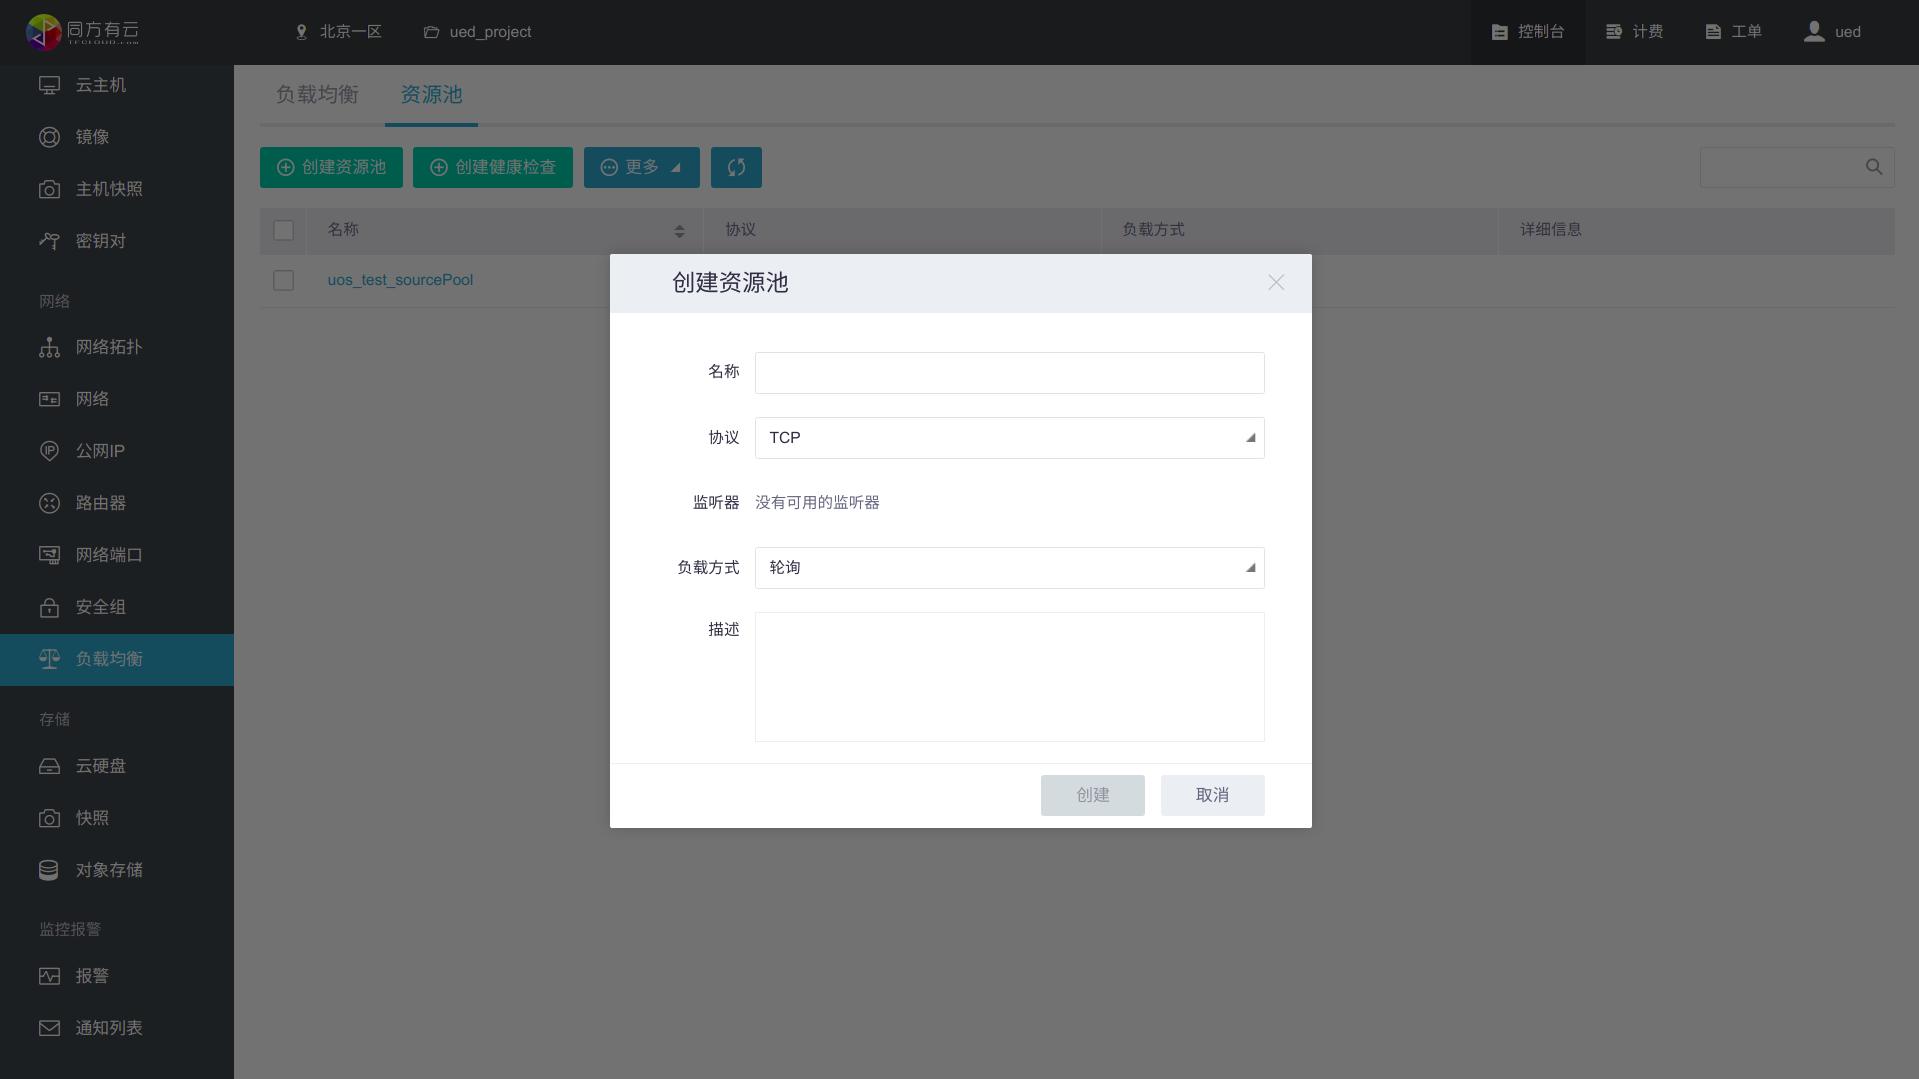 同方有云
TFCLOUD.com
北京一区
ued_project
控制台
计费
工单
ued
云主机
镜像
主机快照
密钥对
网络
网络拓扑
网络
公网IP
路由器
网络端口
安全组
负载均衡
存储
云硬盘
快照
对象存储
监控报警
报警
通知列表
负载均衡
资源池
创建资源池
创建健康检查
更多
名称
协议
负载方式
详细信息
uos_test_sourcePool
创建资源池
名称
协议
TCP
监听器
没有可用的监听器
负载方式
轮询
描述
创建
取消